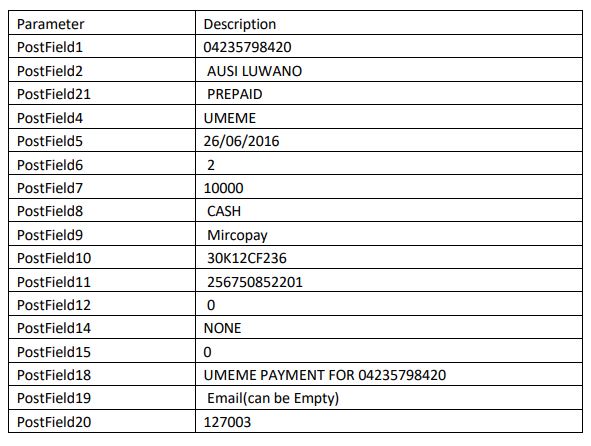 Parameter Description
PostField1 04235798420
PostField2 AUSI LUWANO
PostField21 PREPAID
PostField4 UMEME
PostField5 26/06/2016
PostField6 2
PostField7 10000
PostField8 CASH
PostField9 Mircopay
PostField10 30K12CF236
PostField11 256750852201
PostField12 0
PostField14 NONE
PostField15 0
PostField18 UMEME PAYMENT FOR 04235798420
PostField19 Email(can be Empty)
PostField20 127003